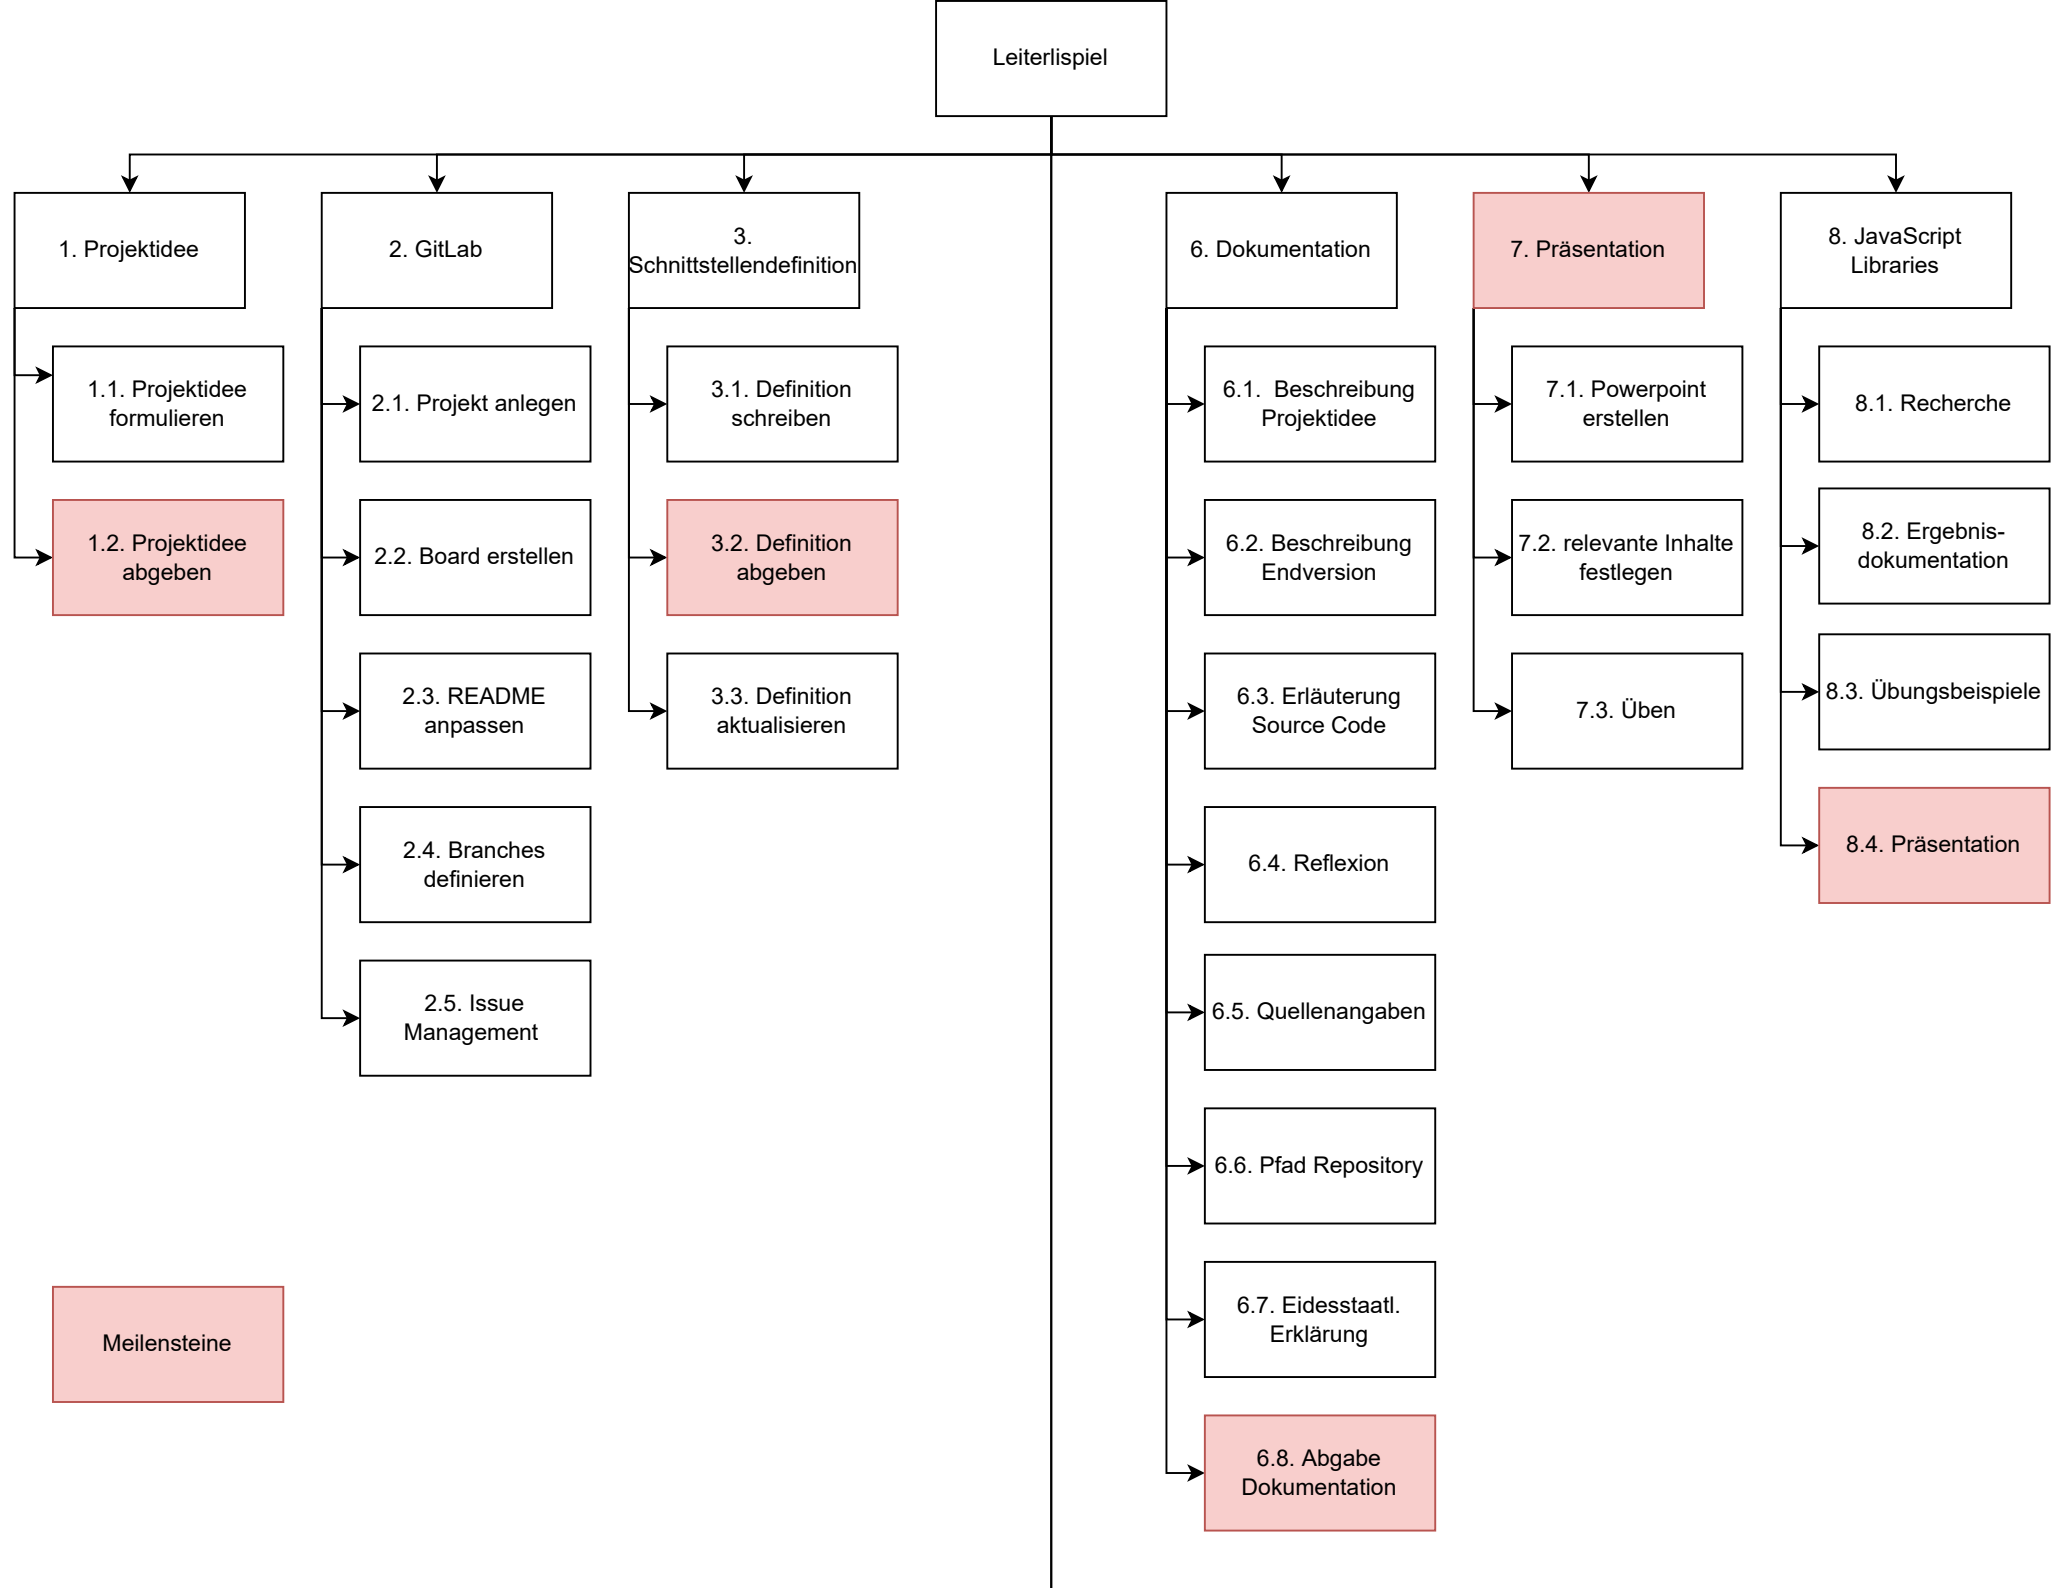 Leiterlispiel
1. Projektidee
1.1. Projektidee
formulieren
1.2. Projektidee
abgeben
2. GitLab
2.1. Projekt anlegen
2.2. Board erstellen
2.3. README
anpassen
2.4. Branches
definieren
2.5. Issue
Management
3.
Schnittstellendefinition
3.1. Definition
schreiben
3.2. Definition
abgeben
3.3. Definition
aktualisieren
6. Dokumentation
6.1. Beschreibung
Projektidee
6.2. Beschreibung
Endversion
6.3. Erläuterung
Source Code
6.4. Reflexion
6.5. Quellenangaben
6.6. Pfad Repository
6.7. Eidesstaatl.
Erklärung
6.8. Abgabe
Dokumentation
7. Präsentation
7.1. Powerpoint
erstellen
7.2. relevante Inhalte
festlegen
7.3. Üben
8. JavaScript
Libraries
8.1. Recherche
8.2. Ergebnis-
dokumentation
8.3. Übungsbeispiele
8.4. Präsentation
Meilensteine